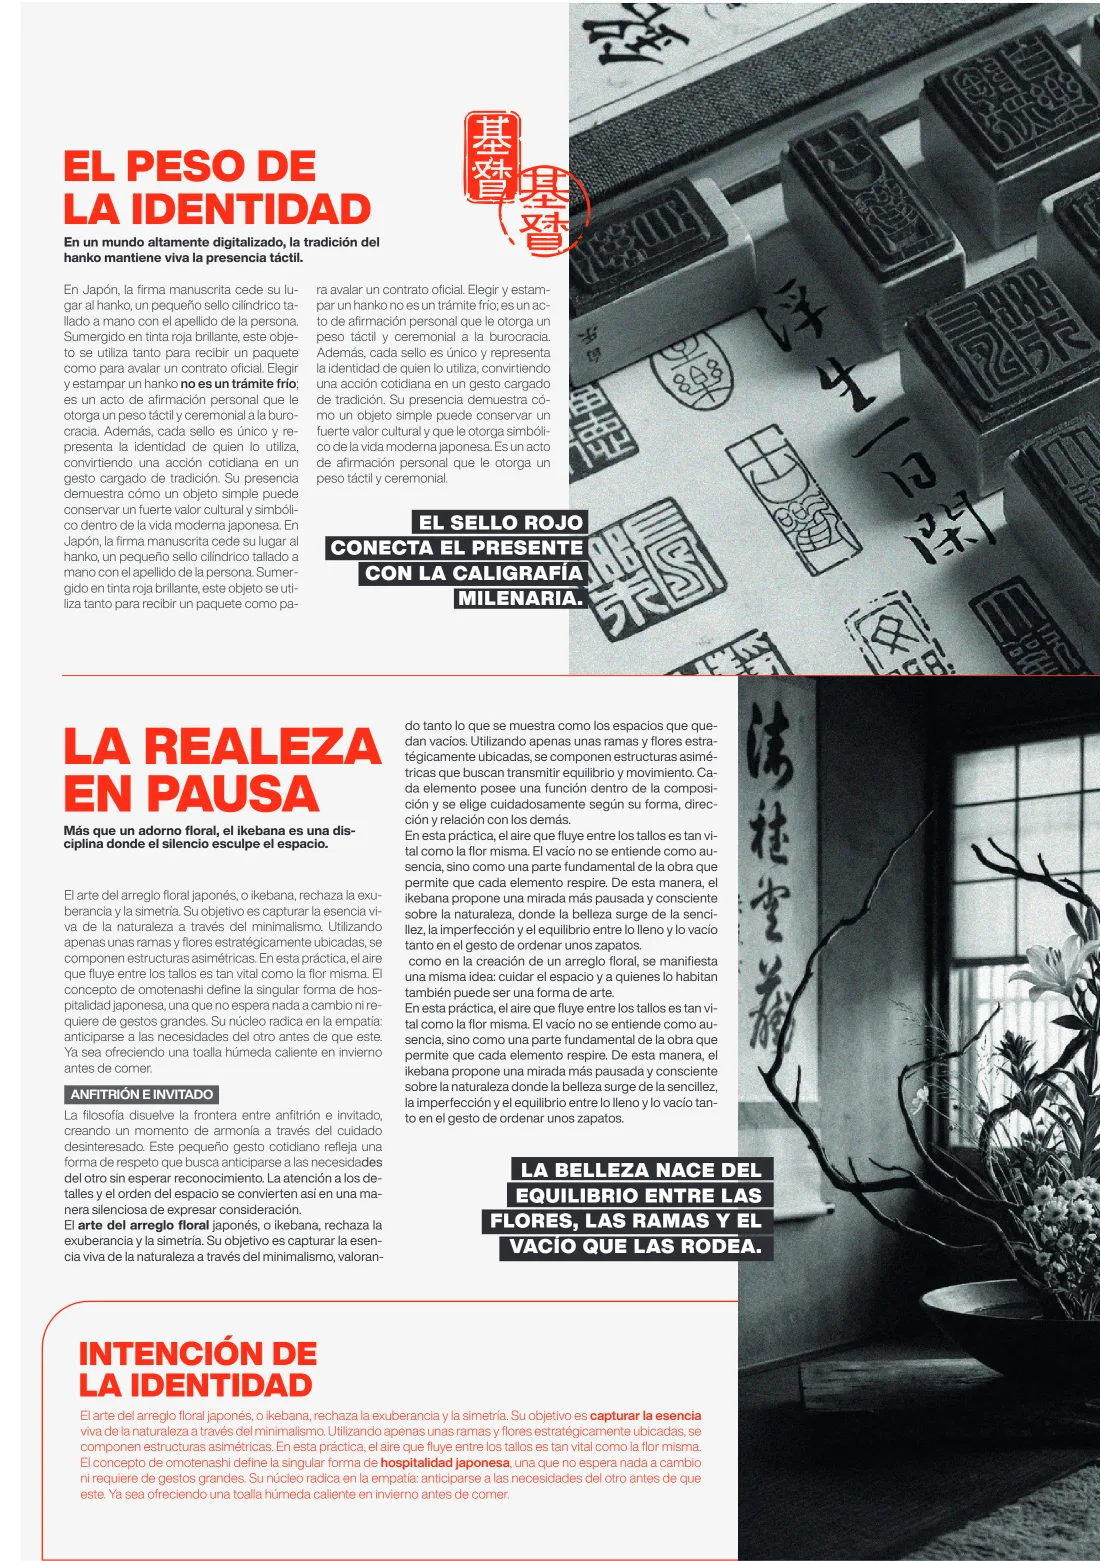 EL PESO DE
LA IDENTIDAD
En un mundo altamente digitalizado, la tradición del
hanko mantiene viva la presencia táctil.
基督
基督
En Japón, la firma manuscrita cede su lu-
gar al hanko, un pequeño sello cilíndrico ta-
llado a mano con el apellido de la persona.
Sumergido en tinta roja brillante, este obje-
to se utiliza tanto para recibir un paquete
como para avalar un contrato oficial. Elegir
y estampar un hanko no es un trámite frío;
es un acto de afirmación personal que le
otorga un peso táctil y ceremonial a la buro-
cracia. Además, cada sello es único y re-
presenta la identidad de quien lo utiliza,
convirtiendo una acción cotidiana en un
gesto cargado de tradición. Su presencia
demuestra cómo un objeto simple puede
conservar un fuerte valor cultural y simbóli-
co dentro de la vida moderna japonesa. En
Japón, la firma manuscrita cede su lugar al
hanko, un pequeño sello cilíndrico tallado a
mano con el apellido de la persona. Sumer-
gido en tinta roja brillante, este objeto se uti-
liza tanto para recibir un paquete como pa-
ra avalar un contrato oficial. Elegir y estam-
par un hanko no es un trámite frío; es un ac-
to de afirmación personal que le otorga un
peso táctil y ceremonial a la burocracia.
Además, cada sello es único y representa
la identidad de quien lo utiliza, convirtiendo
una acción cotidiana en un gesto cargado
de tradición. Su presencia demuestra có-
mo un objeto simple puede conservar un
fuerte valor cultural y que le otorga simbóli-
co de la vida moderna japonesa. Es un acto
de afirmación personal que le otorga un
peso táctil y ceremonial.
EL SELLO ROJO
CONECTA EL PRESENTE
CON LA CALIGRAFÍA
MILENARIA.
浮生一日閑
LA REALEZA
EN PAUSA
Más que un adorno floral, el ikebana es una dis-
ciplina donde el silencio esculpe el espacio.
El arte del arreglo floral japonés, o ikebana, rechaza la exu-
berancia y la simetría. Su objetivo es capturar la esencia vi-
va de la naturaleza a través del minimalismo. Utilizando
apenas unas ramas y flores estratégicamente ubicadas, se
componen estructuras asimétricas. En esta práctica, el aire
que fluye entre los tallos es tan vital como la flor misma. El
concepto de omotenashi define la singular forma de hos-
pitalidad japonesa, una que no espera nada a cambio ni re-
quiere de gestos grandes. Su núcleo radica en la empatía:
anticiparse a las necesidades del otro antes de que este.
Ya sea ofreciendo una toalla húmeda caliente en invierno
antes de comer.
ANFITRIÓN E INVITADO
La filosofía disuelve la frontera entre anfitrión e invitado,
creando un momento de armonía a través del cuidado
desinteresado. Este pequeño gesto cotidiano refleja una
forma de respeto que busca anticiparse a las necesidades
del otro sin esperar reconocimiento. La atención a los de-
talles y el orden del espacio se convierten así en una ma-
nera silenciosa de expresar consideración.
El arte del arreglo floral japonés, o ikebana, rechaza la
exuberancia y la simetría. Su objetivo es capturar la esen-
cia viva de la naturaleza a través del minimalismo, valoran-
do tanto lo que se muestra como los espacios que que-
dan vacíos. Utilizando apenas unas ramas y flores estra-
tégicamente ubicadas, se componen estructuras asimé-
tricas que buscan transmitir equilibrio y movimiento. Ca-
da elemento posee una función dentro de la composi-
ción y se elige cuidadosamente según su forma, direc-
ción y relación con los demás.
En esta práctica, el aire que fluye entre los tallos es tan vi-
tal como la flor misma. El vacío no se entiende como au-
sencia, sino como una parte fundamental de la obra que
permite que cada elemento respire. De esta manera, el
ikebana propone una mirada más pausada y consciente
sobre la naturaleza, donde la belleza surge de la senci-
llez, la imperfección y el equilibrio entre lo lleno y lo vacío
tanto en el gesto de ordenar unos zapatos.
como en la creación de un arreglo floral, se manifiesta
una misma idea: cuidar el espacio y a quienes lo habitan
también puede ser una forma de arte.
En esta práctica, el aire que fluye entre los tallos es tan vi-
tal como la flor misma. El vacío no se entiende como au-
sencia, sino como una parte fundamental de la obra que
permite que cada elemento respire. De esta manera, el
ikebana propone una mirada más pausada y consciente
sobre la naturaleza donde la belleza surge de la sencillez,
la imperfección y el equilibrio entre lo lleno y lo vacío tan-
to en el gesto de ordenar unos zapatos.
LA BELLEZA NACE DEL
EQUILIBRIO ENTRE LAS
FLORES, LAS RAMAS Y EL
VACÍO QUE LAS RODEA.
INTENCIÓN DE
LA IDENTIDAD
El arte del arreglo floral japonés, o ikebana, rechaza la exuberancia y la simetría. Su objetivo es capturar la esencia
viva de la naturaleza a través del minimalismo. Utilizando apenas unas ramas y flores estratégicamente ubicadas, se
componen estructuras asimétricas. En esta práctica, el aire que fluye entre los tallos es tan vital como la flor misma.
El concepto de omotenashi define la singular forma de hospitalidad japonesa, una que no espera nada a cambio
ni requiere de gestos grandes. Su núcleo radica en la empatía: anticiparse a las necesidades del otro antes de que
este. Ya sea ofreciendo una toalla húmeda caliente en invierno antes de comer.